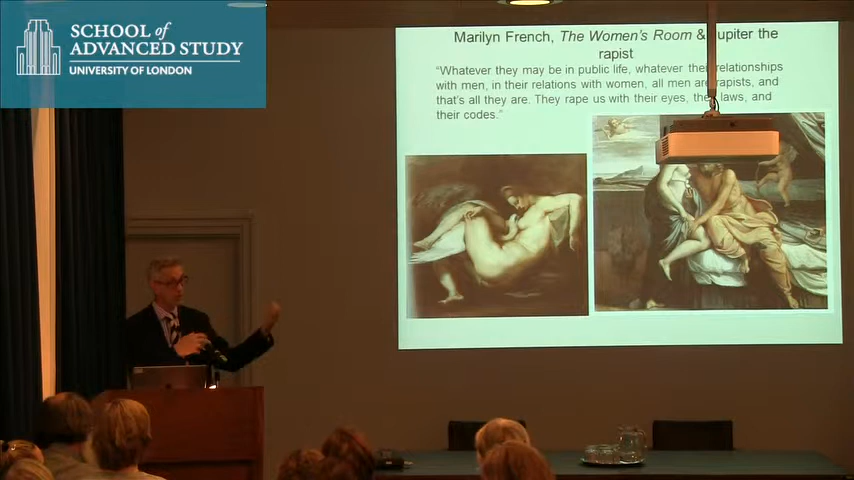 SCHOOL of
ADVANCED STUDY
UNIVERSITY OF LONDON
Marilyn French, The Women's Room & Jupiter the
rapist
"Whatever they may be in public life, whatever their relationships
with men, in their relations with women, all men are rapists, and
that's all they are. They rape us with their eyes, their laws, and
their codes."